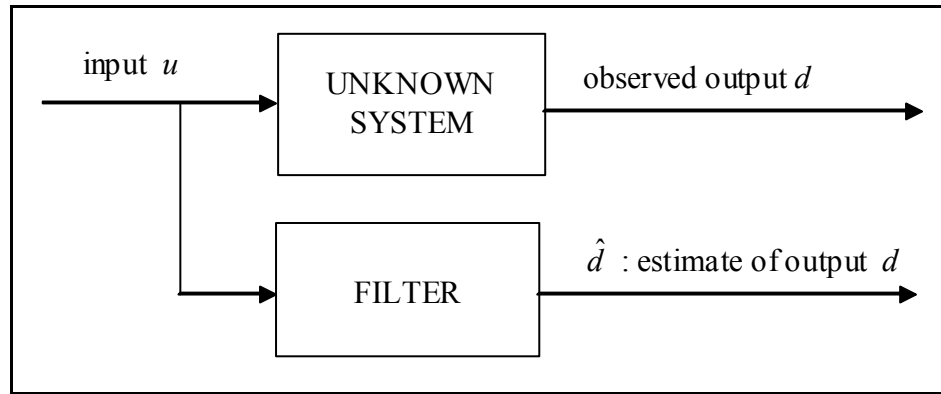 input u
UNKNOWN
SYSTEM
observed output d
FILTER
d̂ : estimate of output d